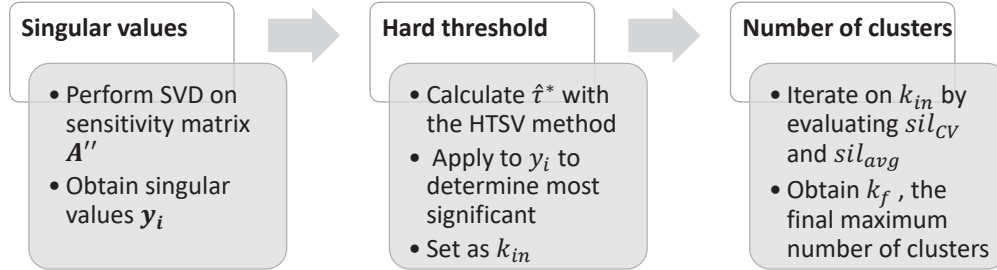 Singular values
• Perform SVD on
sensitivity matrix
A′′
• Obtain singular
values yᵢ
Hard threshold
• Calculate τ̂* with
the HTSV method
• Apply to yᵢ to
determine most
significant
• Set as kᵢₙ
Number of clusters
• Iterate on kᵢₙ by
evaluating sil_CV
and sil_avg
• Obtain k_f , the
final maximum
number of clusters